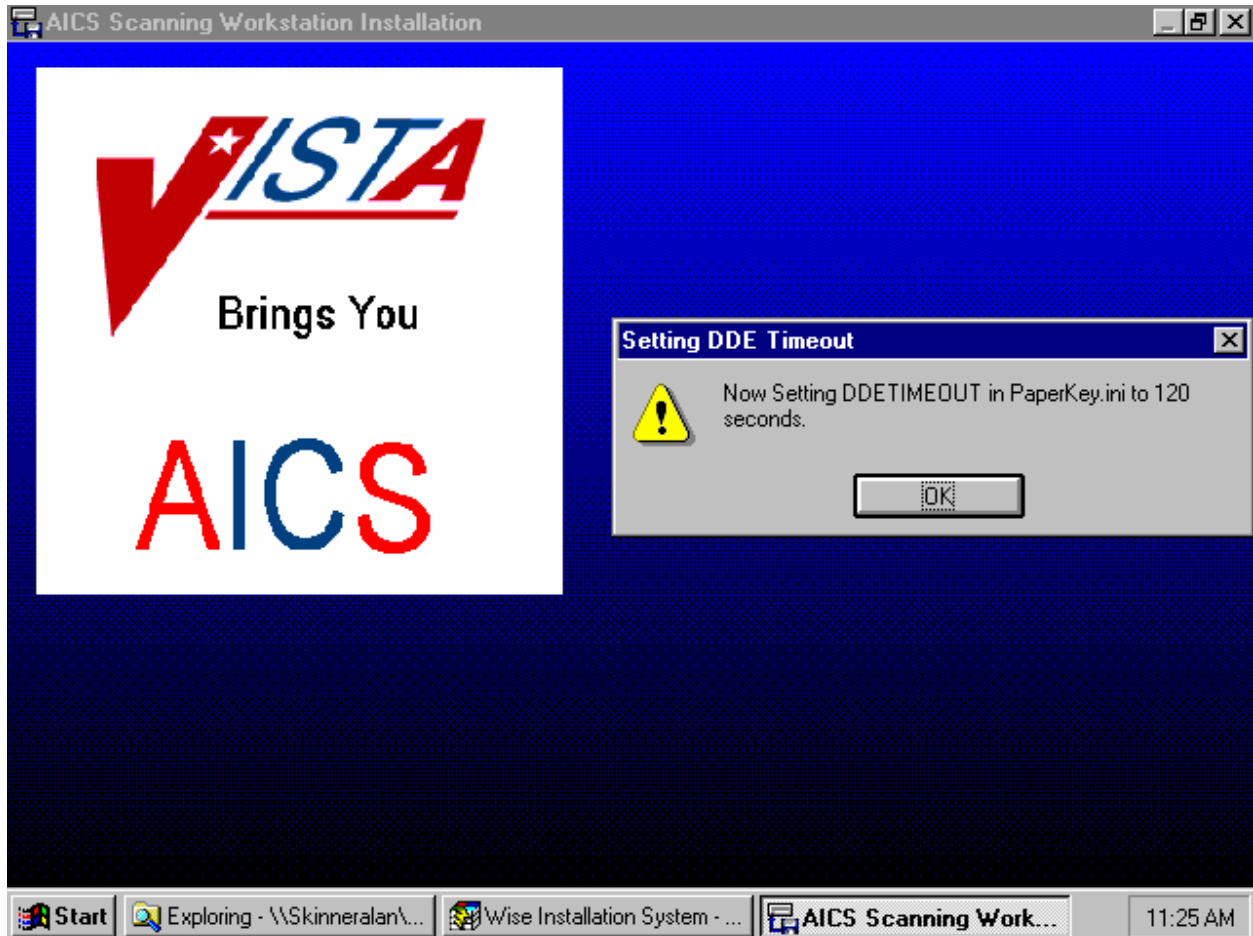 AICS Scanning Workstation Installation
VISTA
Brings You
AICS
Setting DDE Timeout
Now Setting DDETIMEOUT in PaperKey.ini to 120
seconds.
OK
Start
Exploring - \\Skinneralan\...
Wise Installation System - ...
AICS Scanning Work...
11:25 AM